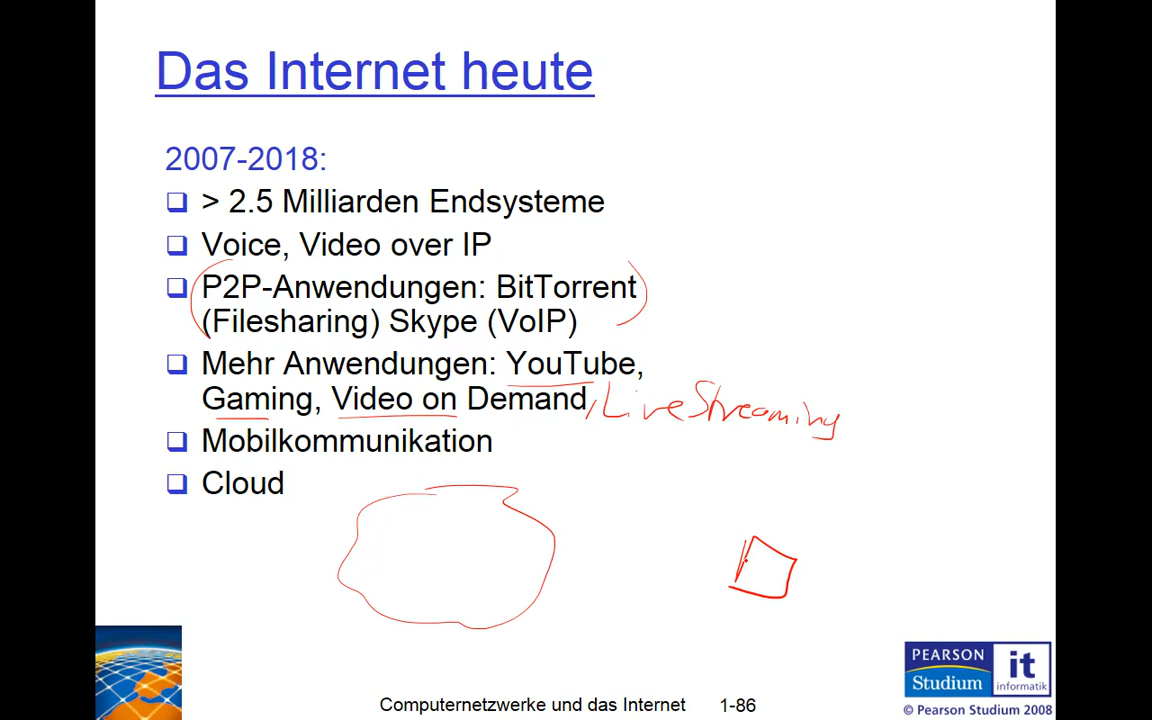 Das Internet heute
2007-2018:
> 2.5 Milliarden Endsysteme
Voice, Video over IP
P2P-Anwendungen: BitTorrent
(Filesharing) Skype (VoIP)
Mehr Anwendungen: YouTube,
Gaming, Video on Demand, LiveStreaming
Mobilkommunikation
Cloud
PEARSON
Studium
it
informatik
Computernetzwerke und das Internet 1-86
© Pearson Studium 2008